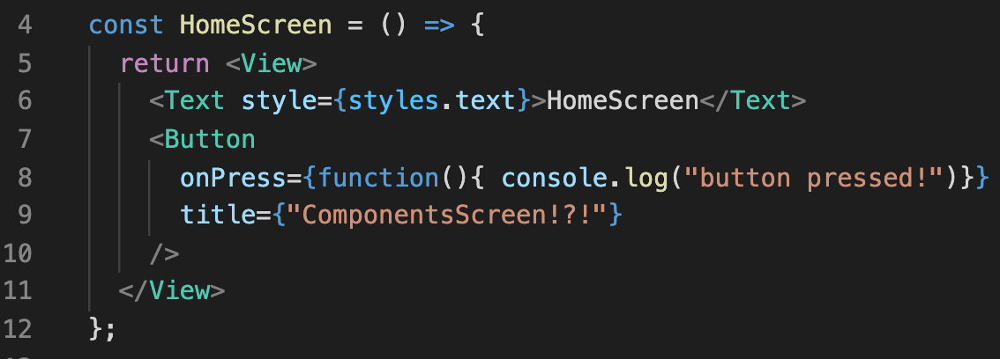 4 const HomeScreen = () => {
5 return <View>
6 <Text style={styles.text}>HomeScreen</Text>
7 <Button
8 onPress={function(){ console.log("button pressed!")}}
9 title={"ComponentsScreen!?!"}
10 />
11 </View>
12 };